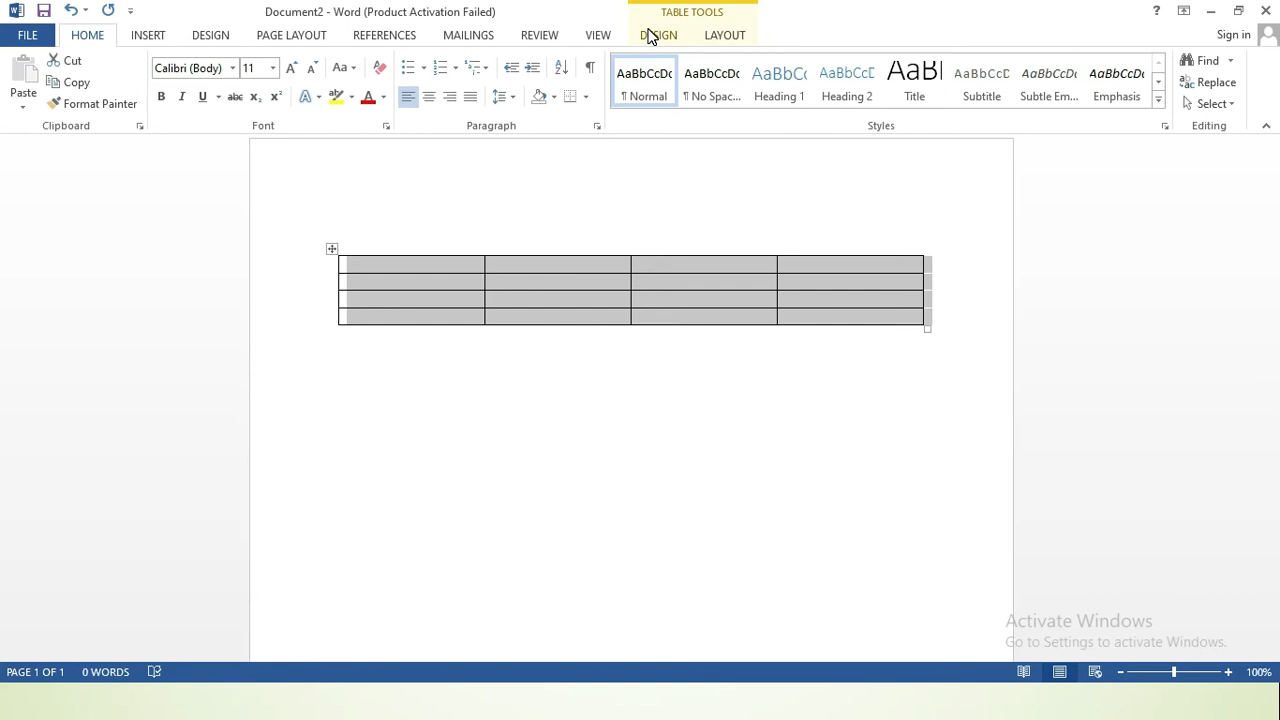 Document2 - Word (Product Activation Failed)
TABLE TOOLS
?
FILE HOME INSERT DESIGN PAGE LAYOUT REFERENCES MAILINGS REVIEW VIEW DESIGN LAYOUT
Sign in
Paste
Cut
Copy
Format Painter
Clipboard
Calibri (Body) 11
Font
Paragraph
AaBbCcDc AaBbCcDc AaBbCc AaBbCcE AaBI AaBbCcD AaBbCcDc AaBbCcDc
¶ Normal ¶ No Spac... Heading 1 Heading 2 Title Subtitle Subtle Em... Emphasis
Styles
Find
Replace
Select
Editing
Activate Windows
Go to Settings to activate Windows.
PAGE 1 OF 1 0 WORDS
100%